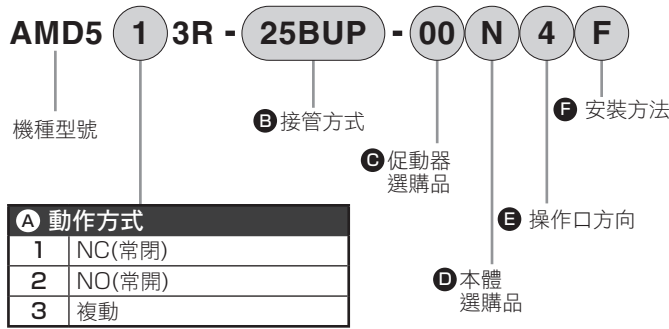 AMD5 1 3R - 25BUP - 00 N 4 F
機種型號
B 接管方式
F 安裝方法
C 促動器
選購品
E 操作口方向
D 本體
選購品
A 動作方式
1 NC(常閉)
2 NO(常開)
3 複動